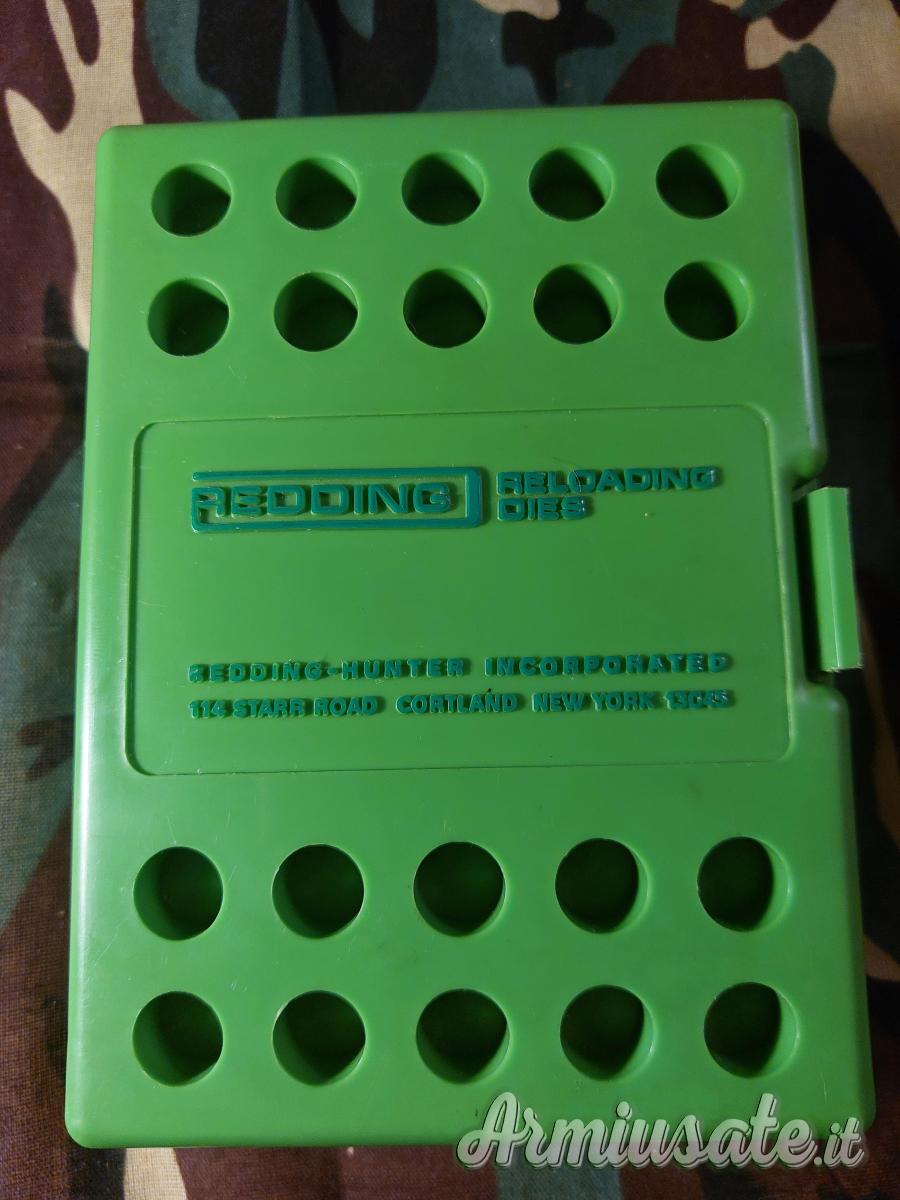 REDDING RELOADING
DIES
REDDING-HUNTER INCORPORATED
114 STARR ROAD CORTLAND NEW YORK 13045
Armiusate.it